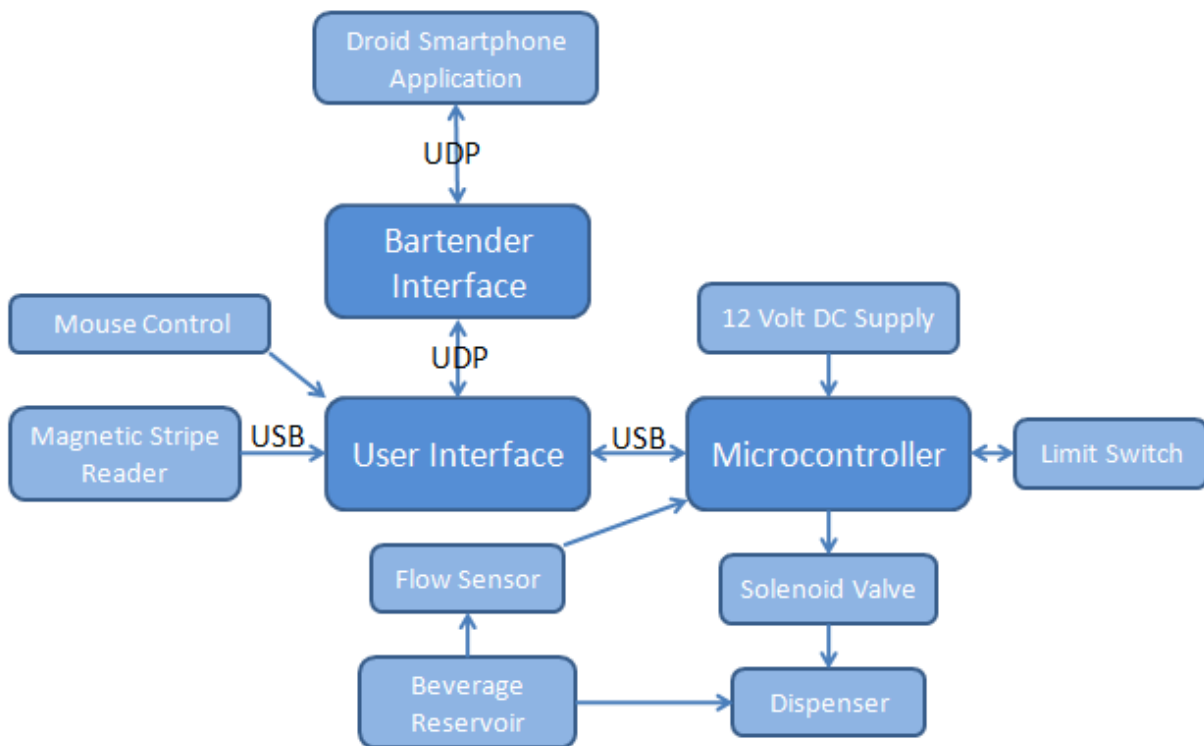 Droid Smartphone
Application
UDP
Bartender
Interface
Mouse Control
12 Volt DC Supply
UDP
Magnetic Stripe
Reader
USB
User Interface
USB
Microcontroller
Limit Switch
Flow Sensor
Solenoid Valve
Beverage
Reservoir
Dispenser